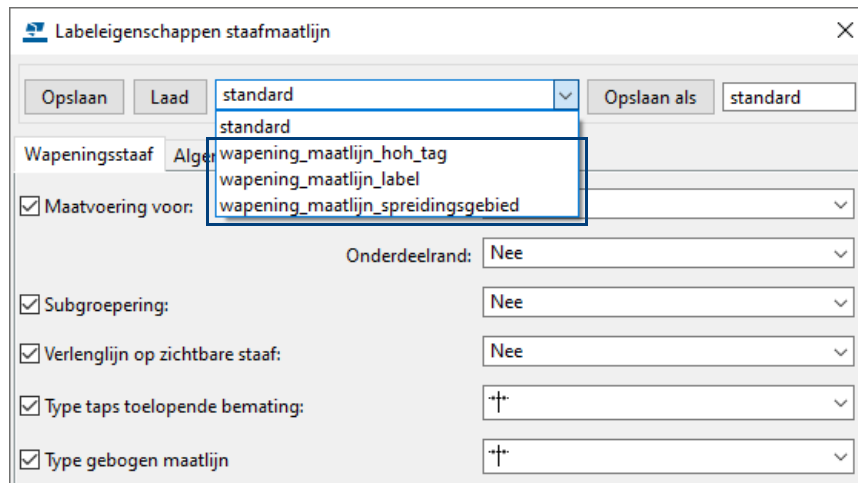 Labeleigenschappen staafmaatlijn
Opslaan Laad standard Opslaan als standard
standard
Wapeningsstaaf wapening_maatlijn_hoh_tag
wapening_maatlijn_label
Maatvoering voor: wapening_maatlijn_spreidingsgebied
Onderdeelrand: Nee
Subgroepering: Nee
Verlenglijn op zichtbare staaf: Nee
Type taps toelopende bemating:
Type gebogen maatlijn